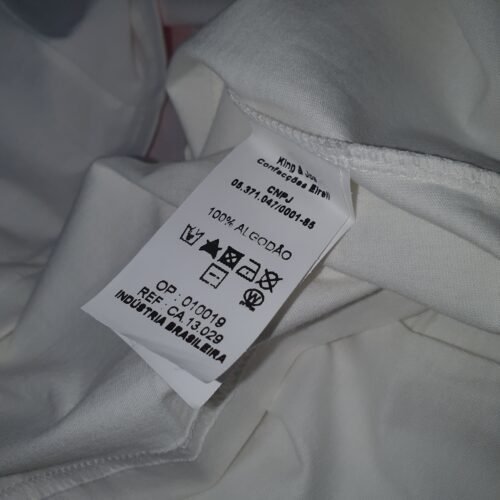 King &
Confecções Eireli
CNPJ
05.371.047/0001-85
100% ALGODÃO
OP : 010019
REF : CA.13.029
INDÚSTRIA BRASILEIRA